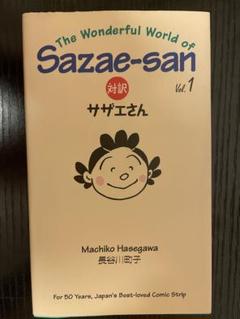 The Wonderful World of
Sazae-san
対訳
Vol. 1
サザエさん
Machiko Hasegawa
長谷川町子
For 50 Years, Japan's Best-loved Comic Strip